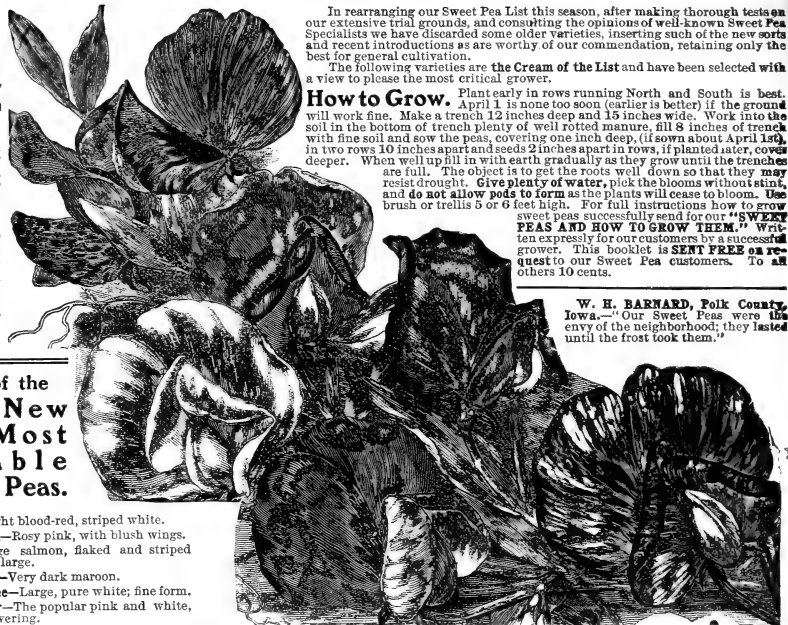 In rearranging our Sweet Pea List this season, after making thorough tests on
our extensive trial grounds, and consulting the opinions of well-known Sweet Pea
Specialists we have discarded some older varieties, inserting such of the new sorts
and recent introductions as are worthy of our commendation, retaining only the
best for general cultivation.
The following varieties are the Cream of the List and have been selected with
a view to please the most critical grower.
How to Grow. Plant early in rows running North and South is best.
April 1 is none too soon (earlier is better) if the ground
will work fine. Make a trench 12 inches deep and 15 inches wide. Work into the
soil in the bottom of trench plenty of well rotted manure, fill 8 inches of trench
with fine soil and sow the peas, covering one inch deep, (if sown about April 1st),
in two rows 10 inches apart and seeds 2 inches apart in rows, if planted later, cover
deeper. When well up fill in with earth gradually as they grow until the trenches
are full. The object is to get the roots well down so that they may
resist drought. Give plenty of water, pick the blooms without stint,
and do not allow pods to form as the plants will cease to bloom. Use
brush or trellis 5 or 6 feet high. For full instructions how to grow
sweet peas successfully send for our "SWEET
PEAS AND HOW TO GROW THEM." Writ-
ten expressly for our customers by a successful
grower. This booklet is SENT FREE on re-
quest to our Sweet Pea customers. To all
others 10 cents.
W. H. BARNARD, Polk County,
Iowa.—"Our Sweet Peas were the
envy of the neighborhood; they lasted
until the frost took them."
of the
New
Most
able
Peas.
ht blood-red, striped white.
—Rosy pink, with blush wings.
ge salmon, flaked and striped
large.
—Very dark maroon.
e—Large, pure white; fine form.
—The popular pink and white,
vering.